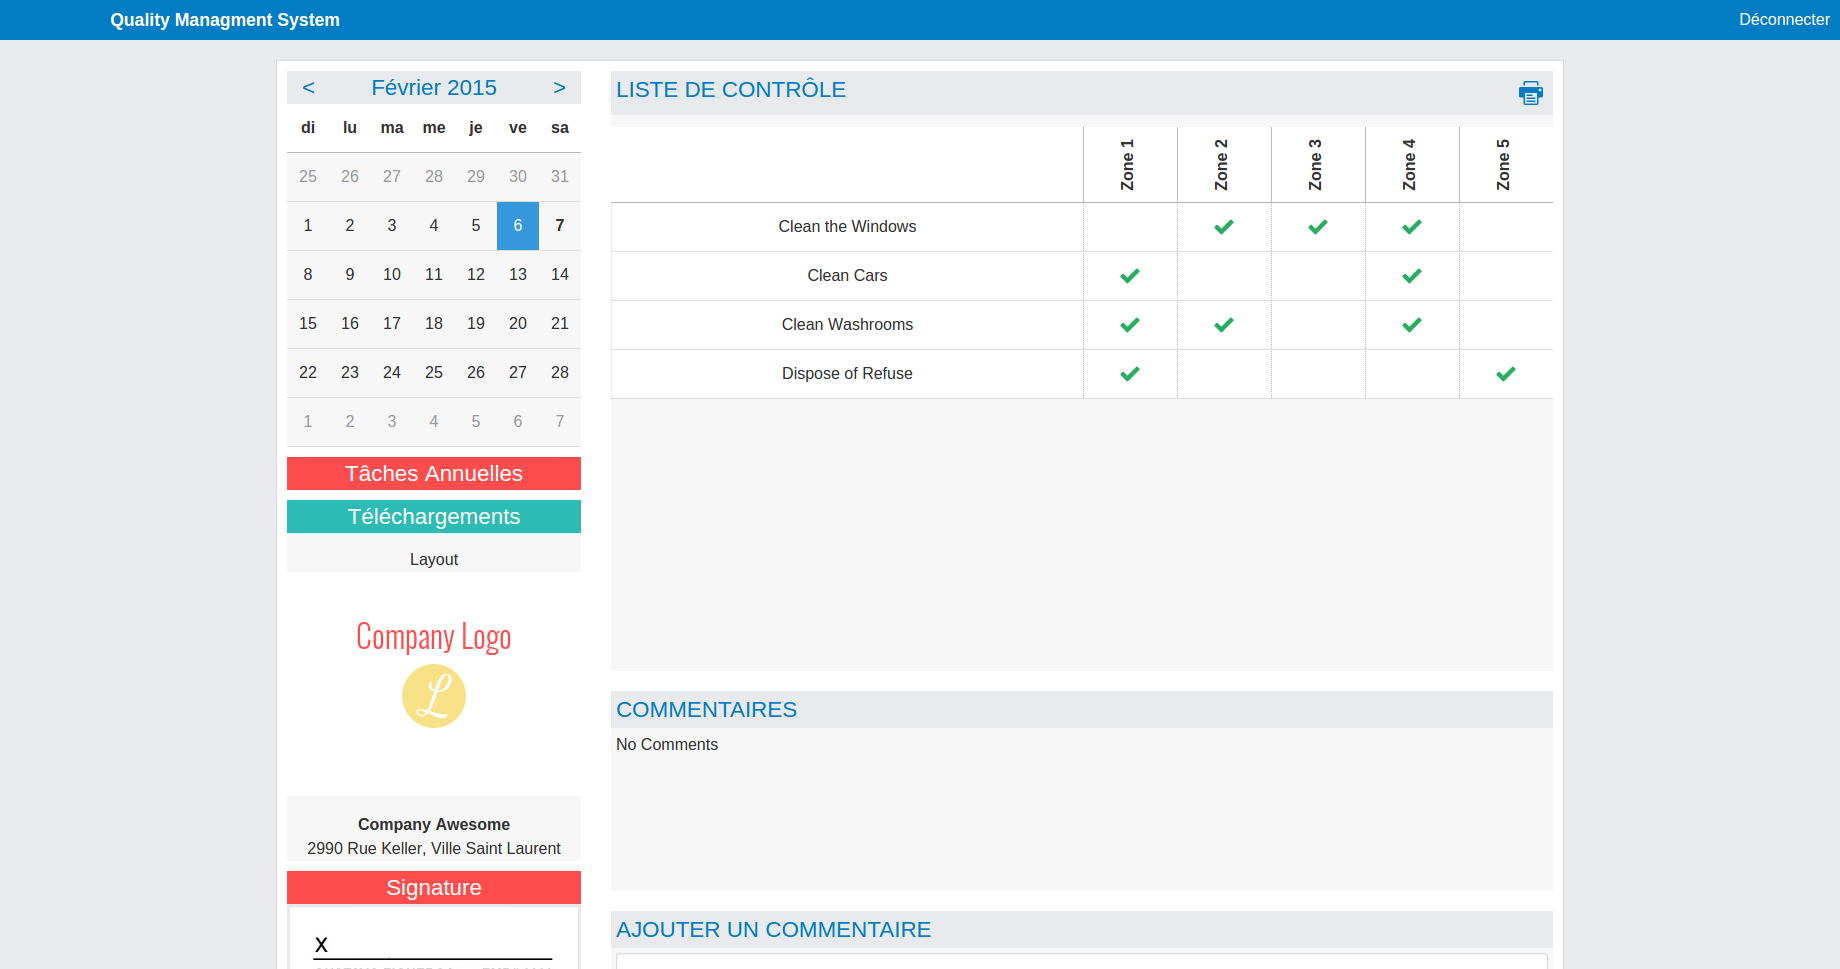 Quality Managment System
Déconnecter
< Février 2015 >
di lu ma me je ve sa
25 26 27 28 29 30 31
1 2 3 4 5 6 7
8 9 10 11 12 13 14
15 16 17 18 19 20 21
22 23 24 25 26 27 28
1 2 3 4 5 6 7
Tâches Annuelles
Téléchargements
Layout
Company Logo
L
Company Awesome
2990 Rue Keller, Ville Saint Laurent
Signature
X
LISTE DE CONTRÔLE
Zone 1 Zone 2 Zone 3 Zone 4 Zone 5
Clean the Windows
Clean Cars
Clean Washrooms
Dispose of Refuse
COMMENTAIRES
No Comments
AJOUTER UN COMMENTAIRE